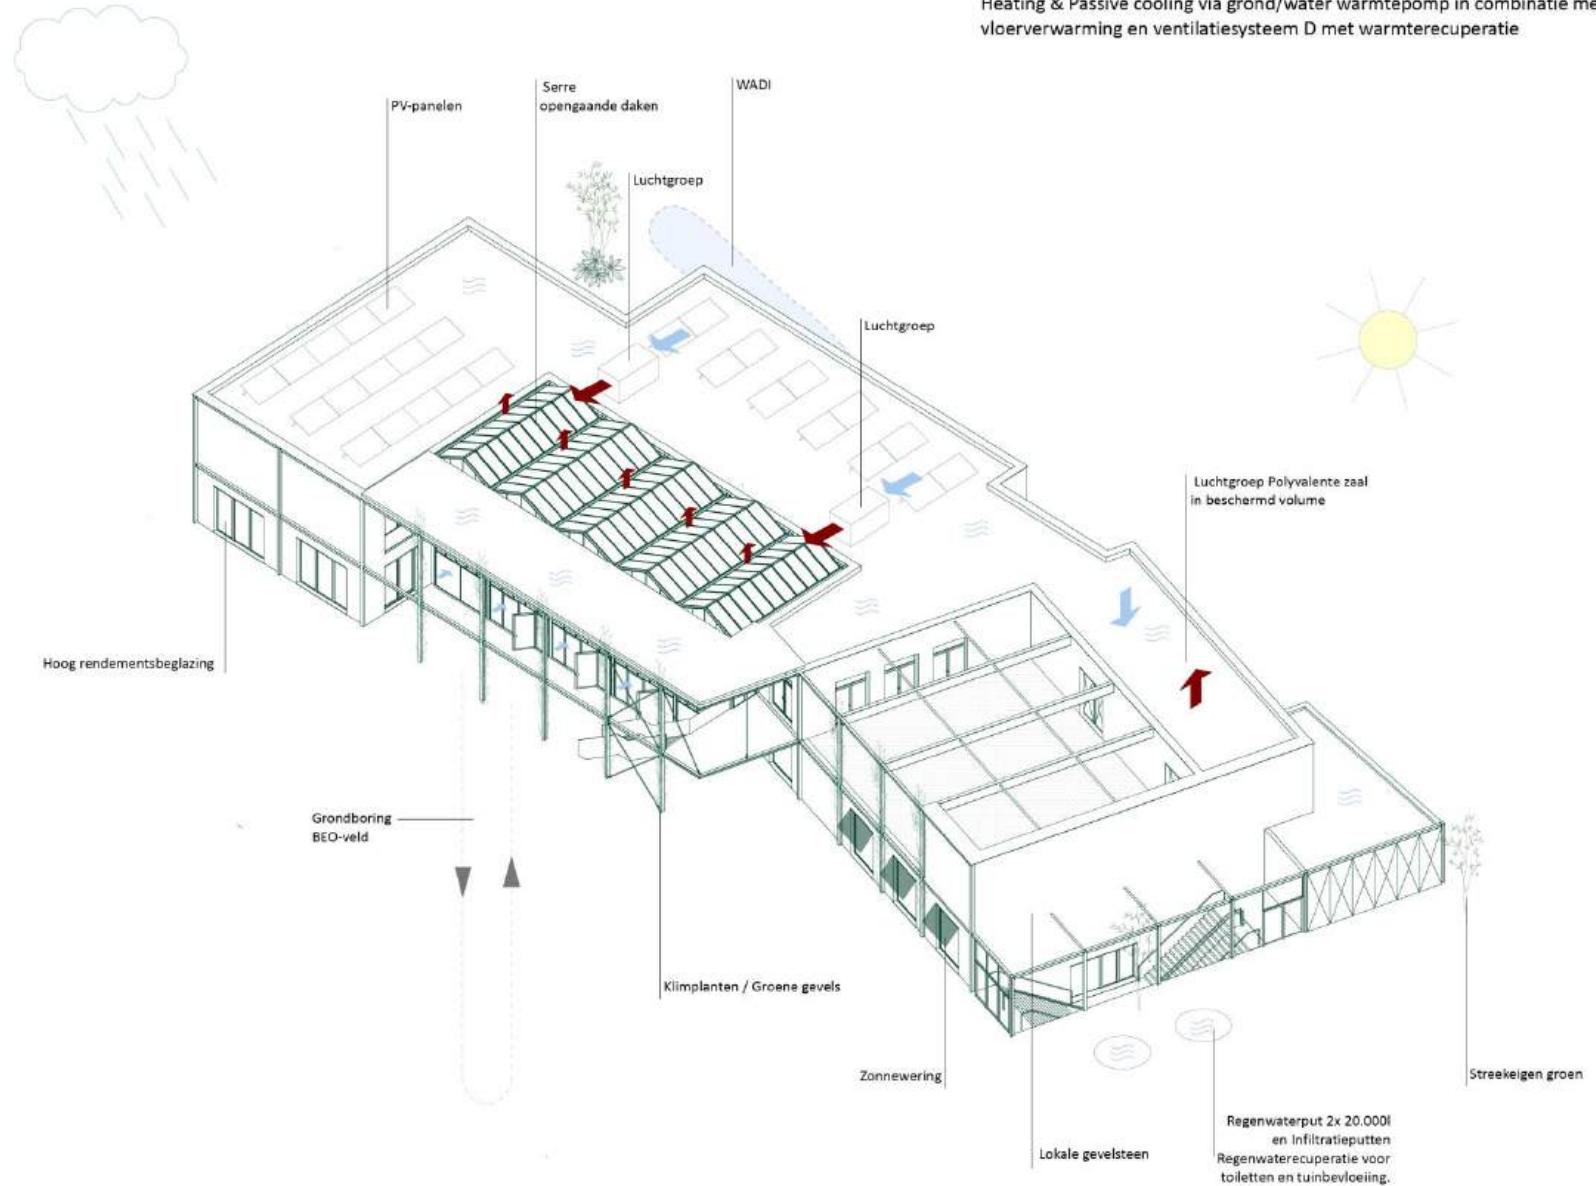 Heating & Passive cooling via grond/water warmtepomp in combinatie me
vloerverwarming en ventilatiesysteem D met warmterecuperatie
Serre
opengaande daken
WADI
PV-panelen
Luchtgroep
Luchtgroep
Luchtgroep Polyvalente zaal
in beschermd volume
Hoog rendementsbeglazing
Grondboring
BEO-veld
Klimplanten / Groene gevels
Zonnewering
Streekeigen groen
Regenwaterput 2x 20.000l
en Infiltratieputten
Regenwaterecuperatie voor
toiletten en tuinbevloeiing.
Lokale gevelsteen